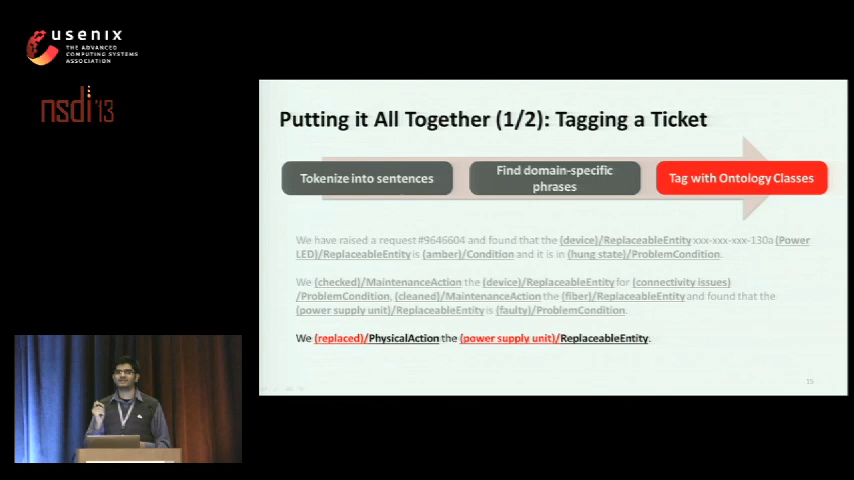 usenix
THE ADVANCED
COMPUTING SYSTEMS
ASSOCIATION
nsdi '13
Putting it All Together (1/2): Tagging a Ticket
Tokenize into sentences
Find domain-specific
phrases
Tag with Ontology Classes
We have raised a request #9646604 and found that the (device)/ReplaceableEntity xxx-xxx-xxx-130a (Power
LED)/ReplaceableEntity is (amber)/Condition and it is in (hung state)/ProblemCondition.
We (checked)/MaintenanceAction the (device)/ReplaceableEntity for (connectivity issues)
/ProblemCondition, (cleaned)/MaintenanceAction the (fiber)/ReplaceableEntity and found that the
(power supply unit)/ReplaceableEntity is (faulty)/ProblemCondition.
We (replaced)/PhysicalAction the (power supply unit)/ReplaceableEntity.
15